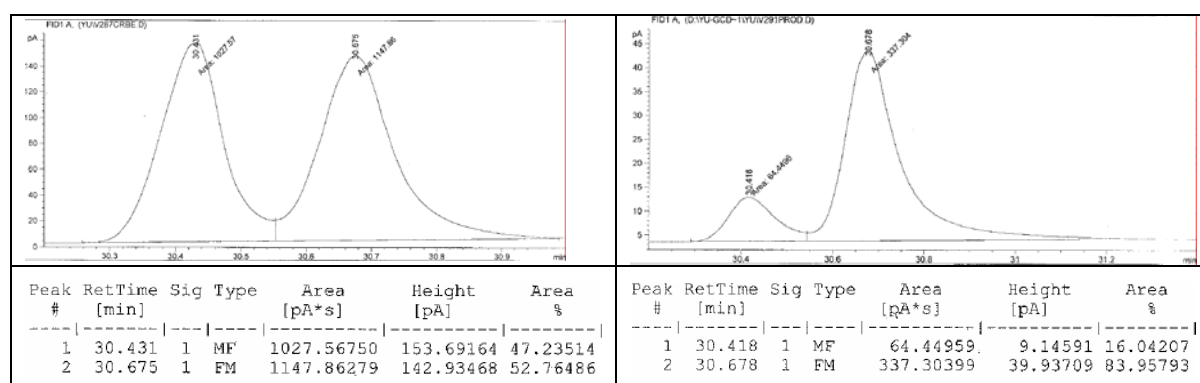 FID1 A, (YU\V287CRBE.D)
pA
140
120
100
80
60
40
20
0
30.431
Area: 1027.57
30.675
Area: 1147.86
30.3 30.4 30.5 30.6 30.7 30.8 30.9 min
Peak RetTime Sig Type Area Height Area
# [min] [pA*s] [pA] %
1 30.431 1 MF 1027.56750 153.69164 47.23514
2 30.675 1 FM 1147.86279 142.93468 52.76486
FID1 A, (D:\YU-GCD~1\YU\V291PROD.D)
pA
45
40
35
30
25
20
15
10
5
30.418
Area: 64.4496
30.678
Area: 337.304
30.4 30.6 30.8 31 31.2 min
Peak RetTime Sig Type Area Height Area
# [min] [pA*s] [pA] %
1 30.418 1 MF 64.44959 9.14591 16.04207
2 30.678 1 FM 337.30399 39.93709 83.95793